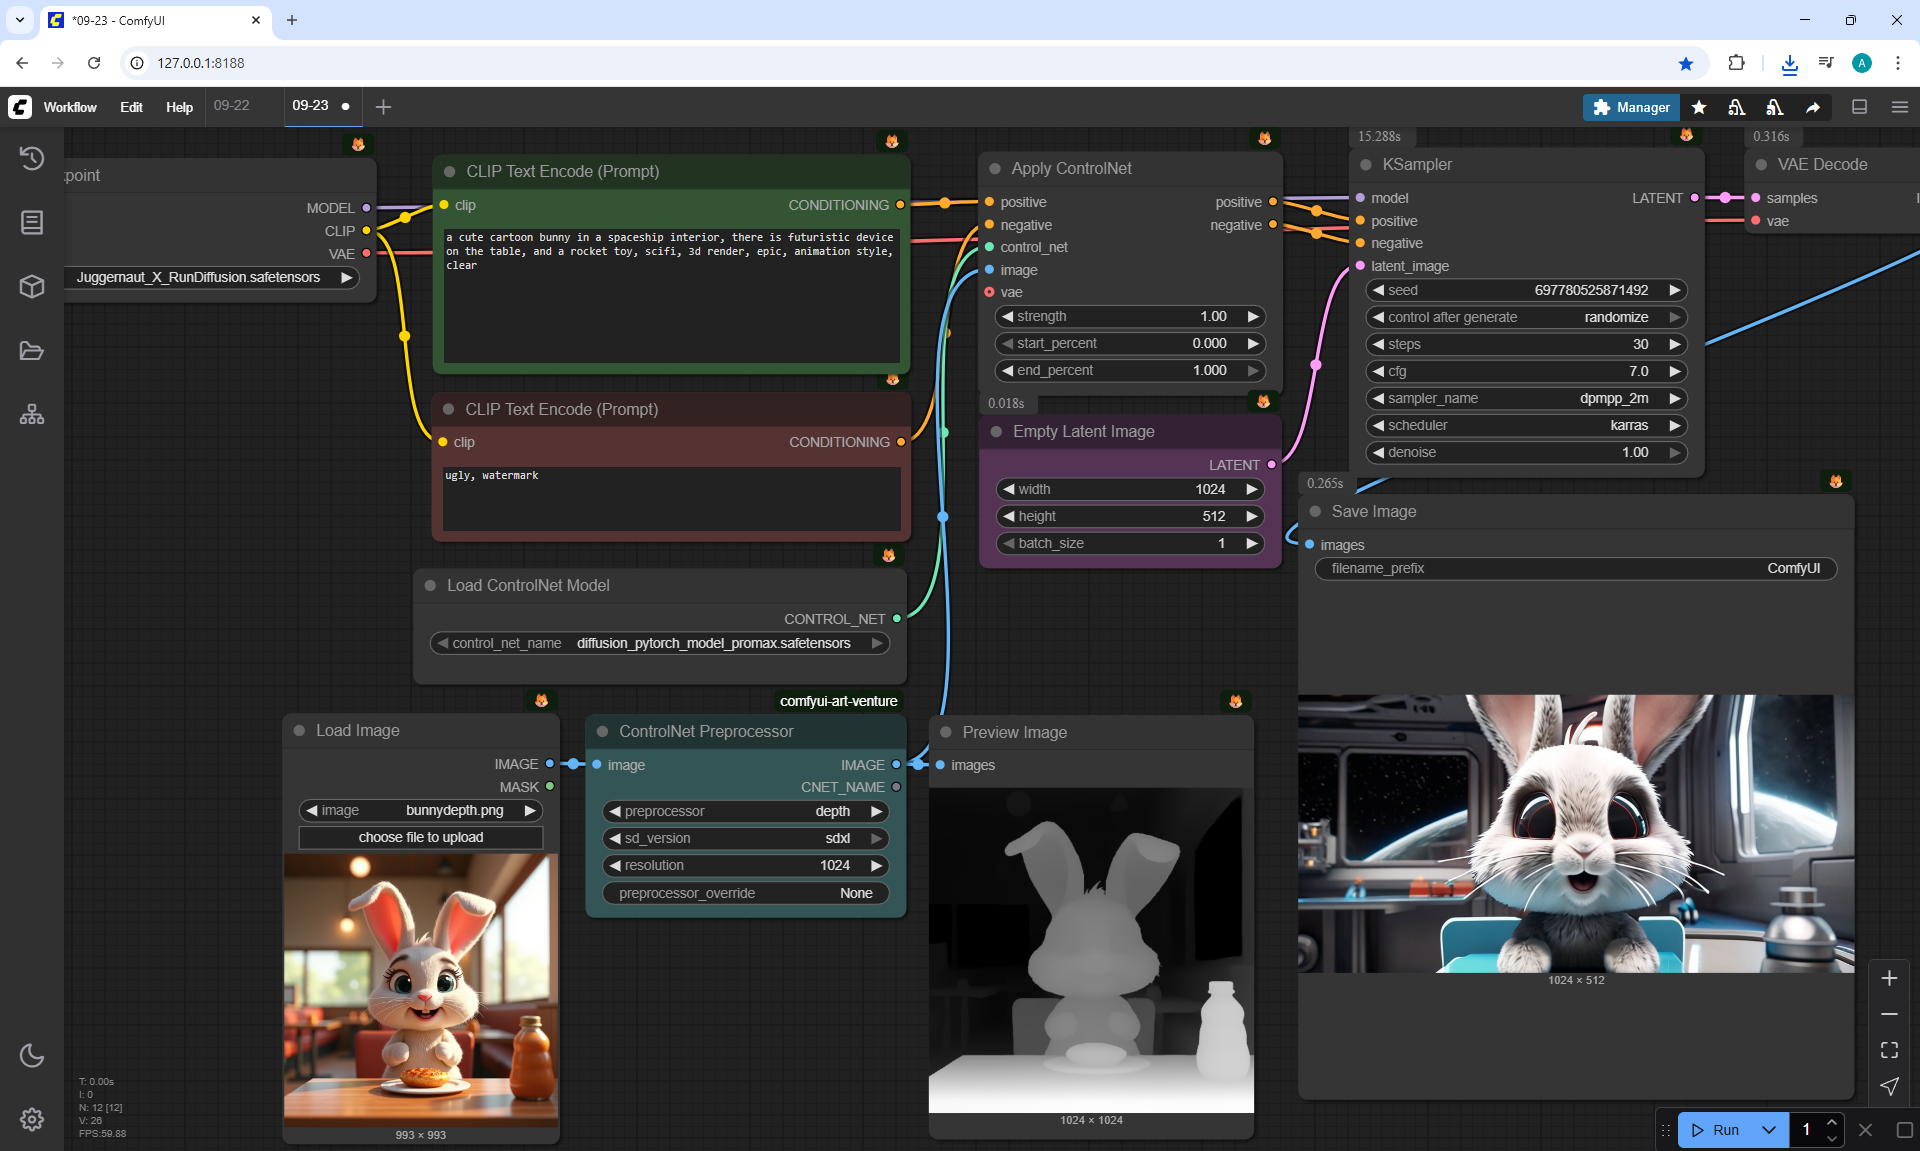 *09-23 - ComfyUI
127.0.0.1:8188
A
Workflow
Edit
Help
09-22
09-23
Manager
kpoint
MODEL
CLIP
VAE
Juggernaut_X_RunDiffusion.safetensors
CLIP Text Encode (Prompt)
clip
CONDITIONING
a cute cartoon bunny in a spaceship interior, there is futuristic device
on the table, and a rocket toy, scifi, 3d render, epic, animation style,
clear
CLIP Text Encode (Prompt)
clip
CONDITIONING
ugly, watermark
Load ControlNet Model
CONTROL_NET
control_net_name diffusion_pytorch_model_promax.safetensors
Apply ControlNet
positive positive
negative negative
control_net
image
vae
strength 1.00
start_percent 0.000
end_percent 1.000
0.018s
Empty Latent Image
LATENT
width 1024
height 512
batch_size 1
15.288s
KSampler
model LATENT
positive
negative
latent_image
seed 697780525871492
control after generate randomize
steps 30
cfg 7.0
sampler_name dpmpp_2m
scheduler karras
denoise 1.00
0.316s
VAE Decode
samples
vae
0.265s
Save Image
images
filename_prefix ComfyUI
1024 × 512
Load Image
IMAGE
MASK
image bunnydepth.png
choose file to upload
993 × 993
comfyui-art-venture
ControlNet Preprocessor
image IMAGE
CNET_NAME
preprocessor depth
sd_version sdxl
resolution 1024
preprocessor_override None
Preview Image
images
1024 × 1024
T: 0.00s
I: 0
N: 12 [12]
V: 26
FPS:59.88
Run
1